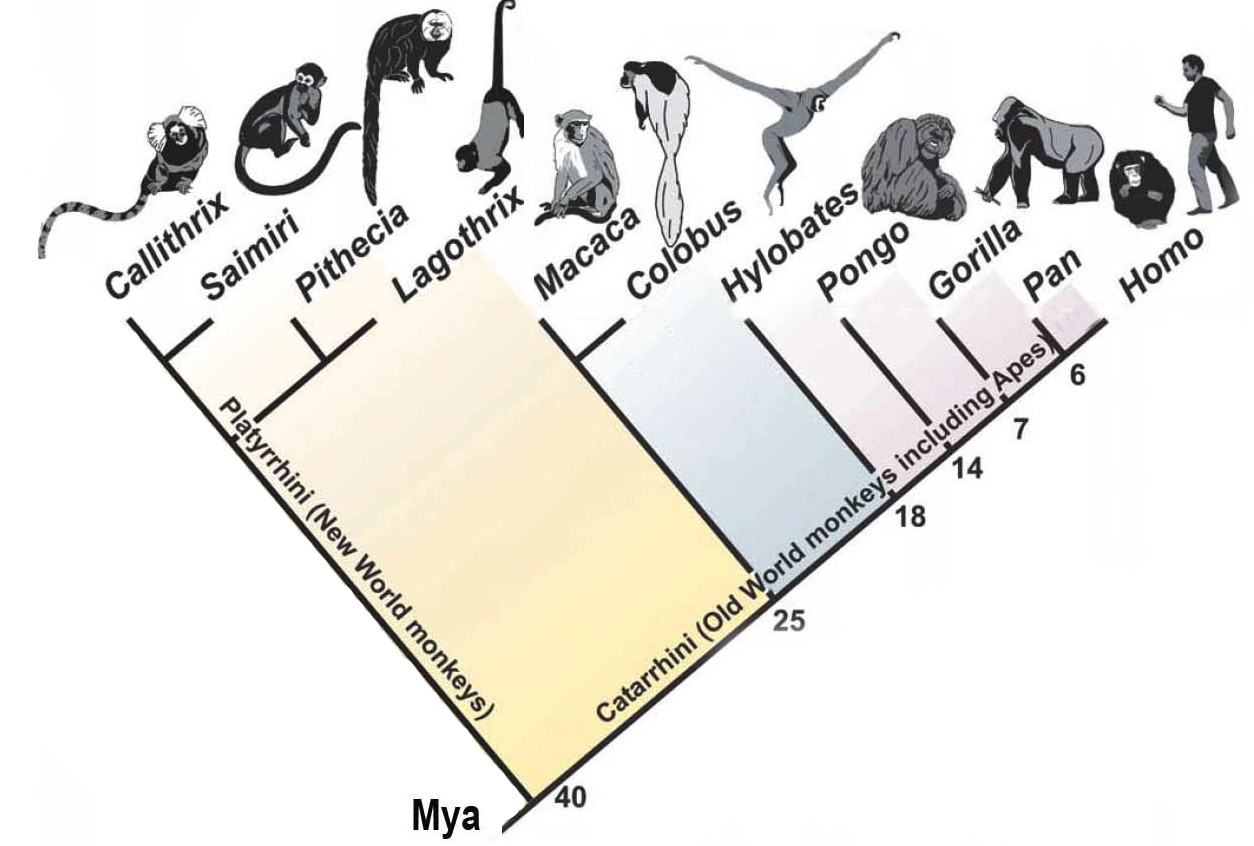 Callithrix
Saimiri
Pithecia
Lagothrix
Macaca
Colobus
Hylobates
Pongo
Gorilla
Pan
Homo
Platyrrhini (New World monkeys)
Catarrhini (Old World monkeys including Apes)
6
7
14
18
25
40
Mya